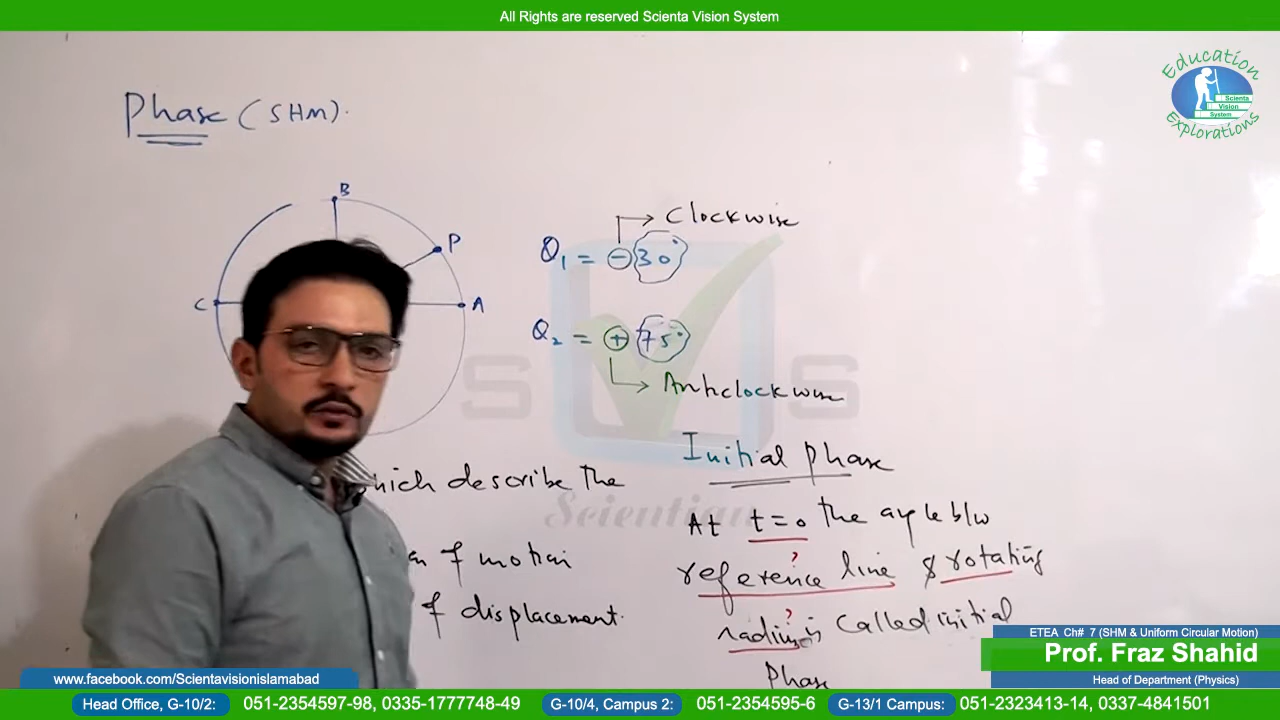 All Rights are reserved Scienta Vision System
Education
Scienta
Vision
System
Explorations
Phase (SHM).
B
P
C
A
Clockwise
θ₁ = ⊖ 30°
θ₂ = ⊕ 75°
Anticlockwise
SVS
Scientian
which describe the
of motion
of displacement.
Initial phase
At t=0 the angle b/w
?
reference line & rotating
?
radius is called initial
Phase
ETEA Ch# 7 (SHM & Uniform Circular Motion)
Prof. Fraz Shahid
Head of Department (Physics)
www.facebook.com/Scientavisionislamabad
Head Office, G-10/2: 051-2354597-98, 0335-1777748-49 G-10/4, Campus 2: 051-2354595-6 G-13/1 Campus: 051-2323413-14, 0337-4841501